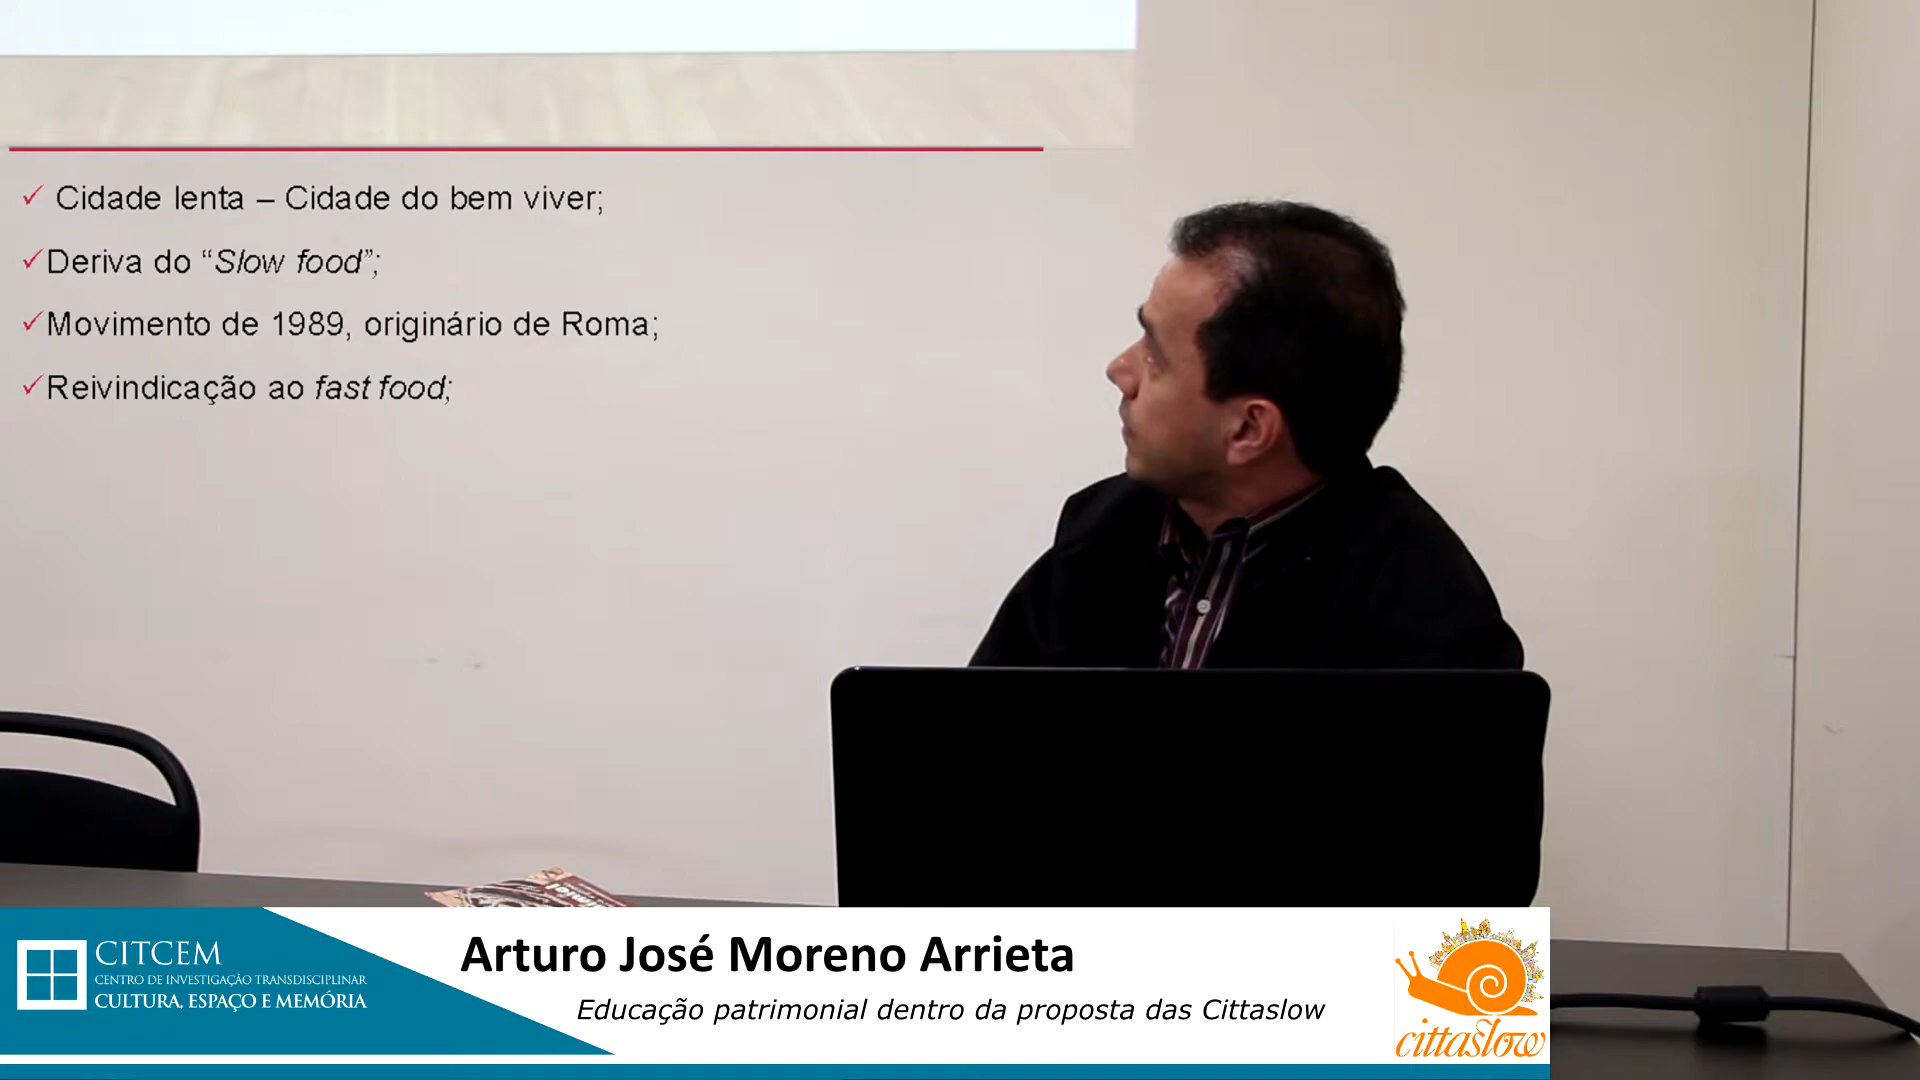 ✓ Cidade lenta – Cidade do bem viver;
✓Deriva do “Slow food”;
✓Movimento de 1989, originário de Roma;
✓Reivindicação ao fast food;
CITCEM
CENTRO DE INVESTIGAÇÃO TRANSDISCIPLINAR
CULTURA, ESPAÇO E MEMÓRIA
Arturo José Moreno Arrieta
Educação patrimonial dentro da proposta das Cittaslow
cittaslow